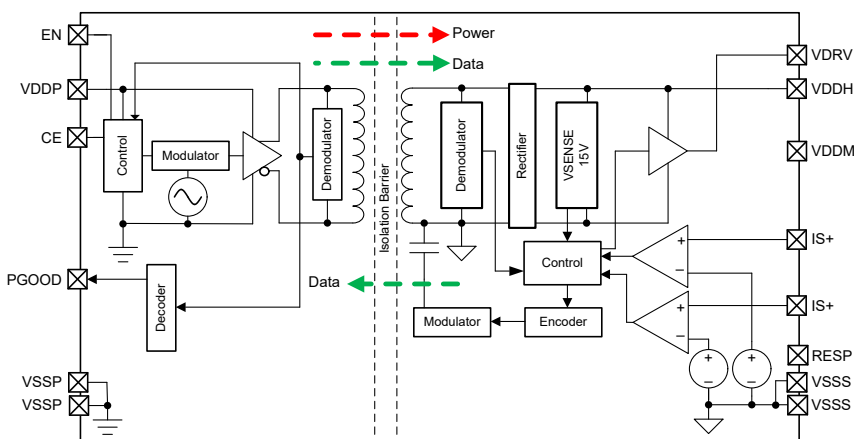 EN
Power
VDRV
Data
VDDP
VDDH
CE
Control
Modulator
Demodulator
Isolation Barrier
Demodulator
Rectifier
VSENSE
15V
VDDM
IS+
+
−
Control
PGOOD
Decoder
Data
Modulator
Encoder
IS+
+
−
+
−
+
−
RESP
VSSP
VSSS
VSSP
VSSS